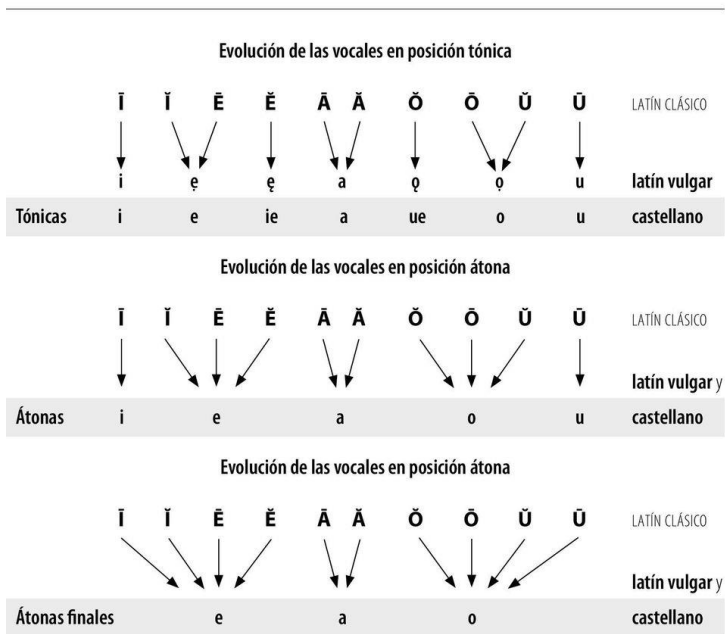 Evolución de las vocales en posición tónica
Ī Ĭ Ē Ĕ Ā Ă Ŏ Ō Ŭ Ū LATÍN CLÁSICO
i ẹ ę a ǫ ọ u latín vulgar
Tónicas i e ie a ue o u castellano
Evolución de las vocales en posición átona
Ī Ĭ Ē Ĕ Ā Ă Ŏ Ō Ŭ Ū LATÍN CLÁSICO
latín vulgar y
Átonas i e a o u castellano
Evolución de las vocales en posición átona
Ī Ĭ Ē Ĕ Ā Ă Ŏ Ō Ŭ Ū LATÍN CLÁSICO
latín vulgar y
Átonas finales e a o castellano